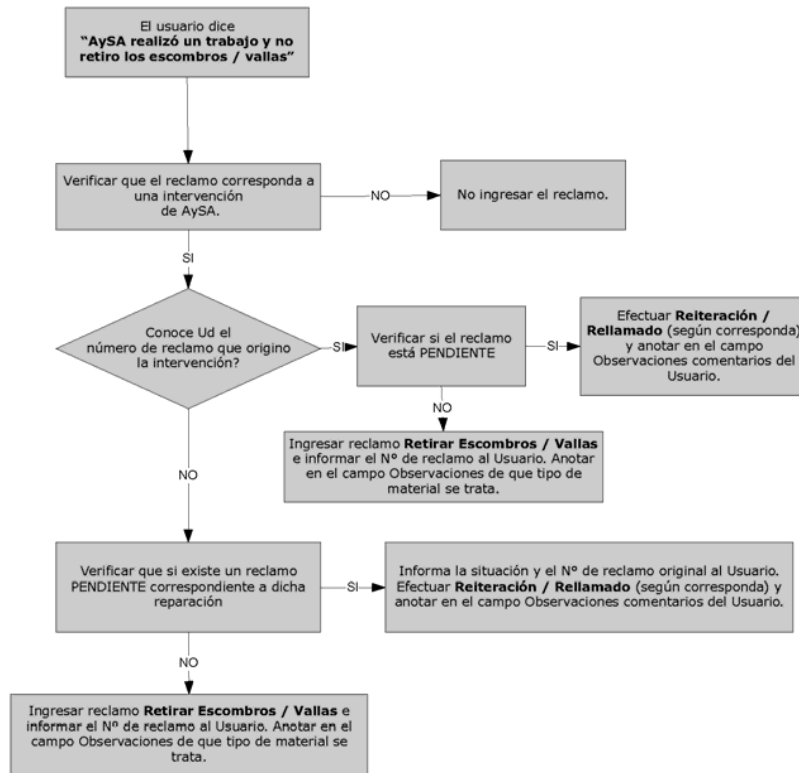 El usuario dice
“AySA realizó un trabajo y no
retiro los escombros / vallas”
Verificar que el reclamo corresponda a
una intervención
de AySA.
NO
No ingresar el reclamo.
SI
Conoce Ud el
número de reclamo que origino
la intervención?
SI
Verificar si el reclamo
está PENDIENTE
SI
Efectuar Reiteración /
Rellamado (según corresponda)
y anotar en el campo
Observaciones comentarios del
Usuario.
NO
Ingresar reclamo Retirar Escombros / Vallas
e informar el Nº de reclamo al Usuario. Anotar
en el campo Observaciones de que tipo de
material se trata.
NO
Verificar que si existe un reclamo
PENDIENTE correspondiente a dicha
reparación
SI
Informa la situación y el Nº de reclamo original al Usuario.
Efectuar Reiteración / Rellamado (según corresponda) y
anotar en el campo Observaciones comentarios del Usuario.
NO
Ingresar reclamo Retirar Escombros / Vallas e
informar el Nº de reclamo al Usuario. Anotar en el
campo Observaciones de que tipo de material se
trata.